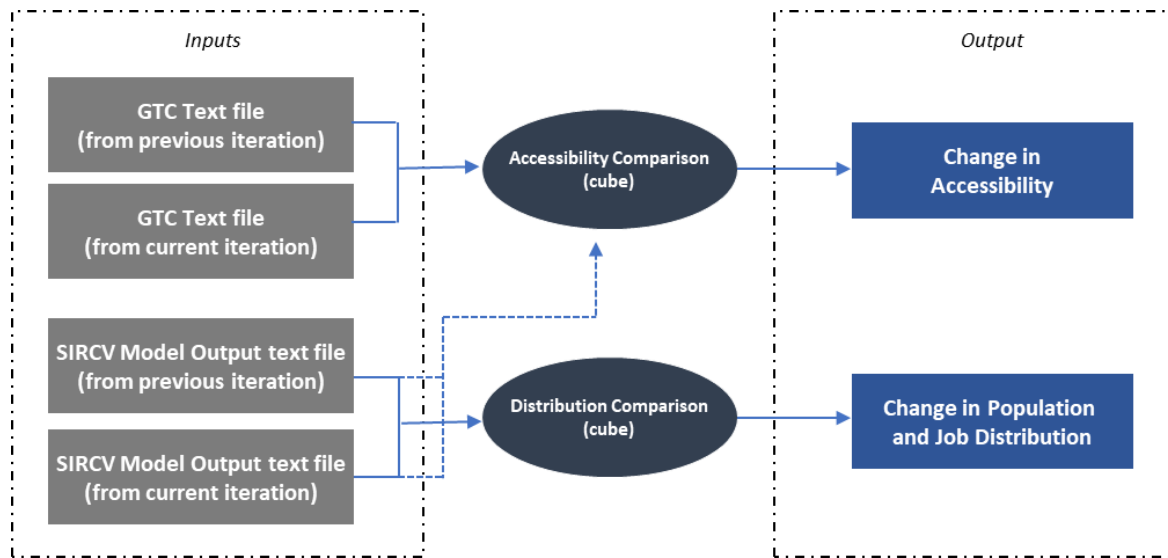 Inputs
GTC Text file
(from previous iteration)
GTC Text file
(from current iteration)
SIRCV Model Output text file
(from previous iteration)
SIRCV Model Output text file
(from current iteration)
Accessibility Comparison
(cube)
Distribution Comparison
(cube)
Output
Change in
Accessibility
Change in Population
and Job Distribution